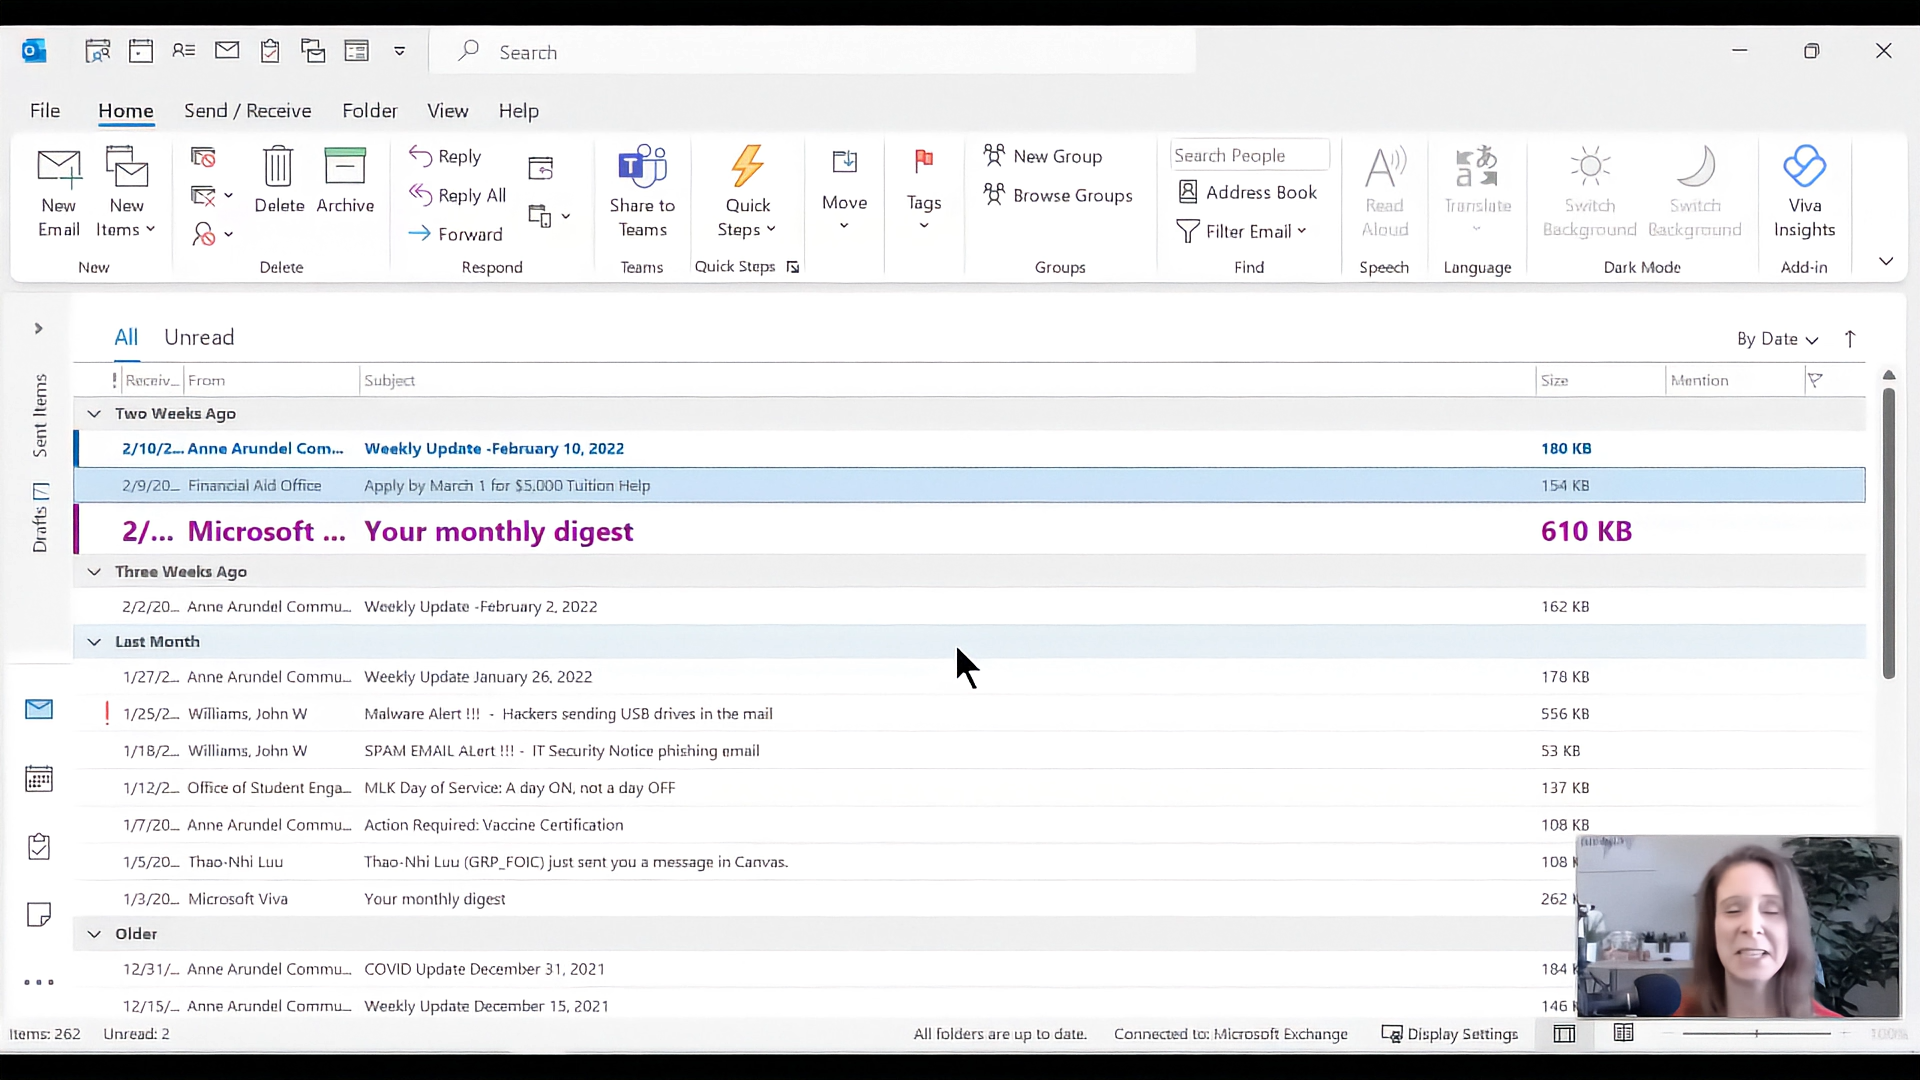 Search
File Home Send / Receive Folder View Help
New Email
New Items
New
Delete
Archive
Delete
Reply
Reply All
Forward
Respond
Share to Teams
Teams
Quick Steps
Quick Steps
Move
Tags
New Group
Browse Groups
Groups
Search People
Address Book
Filter Email
Find
Read Aloud
Speech
Translate
Language
Switch Background
Switch Background
Dark Mode
Viva Insights
Add-in
All Unread By Date
! Receiv... From Subject Size Mention
Two Weeks Ago
2/10/2... Anne Arundel Com... Weekly Update -February 10, 2022 180 KB
2/9/20... Financial Aid Office Apply by March 1 for $5,000 Tuition Help 154 KB
2/... Microsoft ... Your monthly digest 610 KB
Three Weeks Ago
2/2/20... Anne Arundel Commu... Weekly Update -February 2, 2022 162 KB
Last Month
1/27/2... Anne Arundel Commu... Weekly Update January 26, 2022 178 KB
1/25/2... Williams, John W Malware Alert !!! - Hackers sending USB drives in the mail 556 KB
1/18/2... Williams, John W SPAM EMAIL ALert !!! - IT Security Notice phishing email 53 KB
1/12/2... Office of Student Enga... MLK Day of Service: A day ON, not a day OFF 137 KB
1/7/20... Anne Arundel Commu... Action Required: Vaccine Certification 108 KB
1/5/20... Thao-Nhi Luu Thao-Nhi Luu (GRP_FOIC) just sent you a message in Canvas. 108
1/3/20... Microsoft Viva Your monthly digest 262
Older
12/31/... Anne Arundel Commu... COVID Update December 31, 2021 184
12/15/... Anne Arundel Commu... Weekly Update December 15, 2021 146
Sent Items
Drafts [7]
Items: 262 Unread: 2 All folders are up to date. Connected to: Microsoft Exchange Display Settings 100%